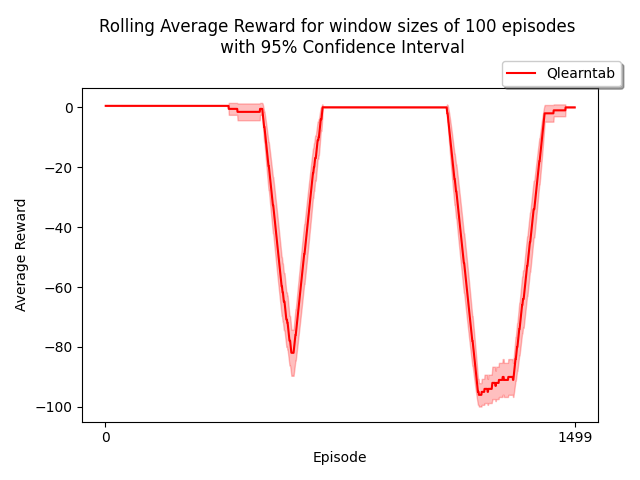 Rolling Average Reward for window sizes of 100 episodes
with 95% Confidence Interval
Qlearntab
0
−20
−40
−60
−80
−100
Average Reward
0
1499
Episode